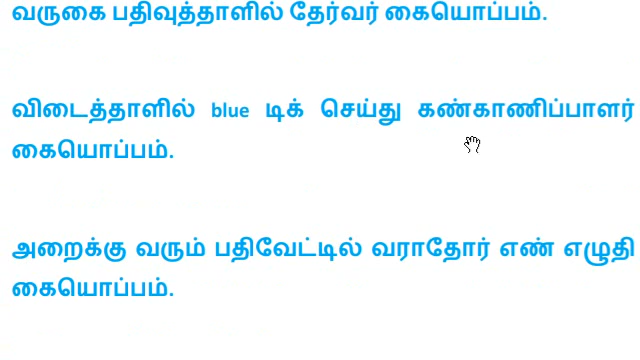 வருகை பதிவுத்தாளில் தேர்வர் கையொப்பம்.
விடைத்தாளில் blue டிக் செய்து கண்காணிப்பாளர்
கையொப்பம்.
அறைக்கு வரும் பதிவேட்டில் வராதோர் எண் எழுதி
கையொப்பம்.